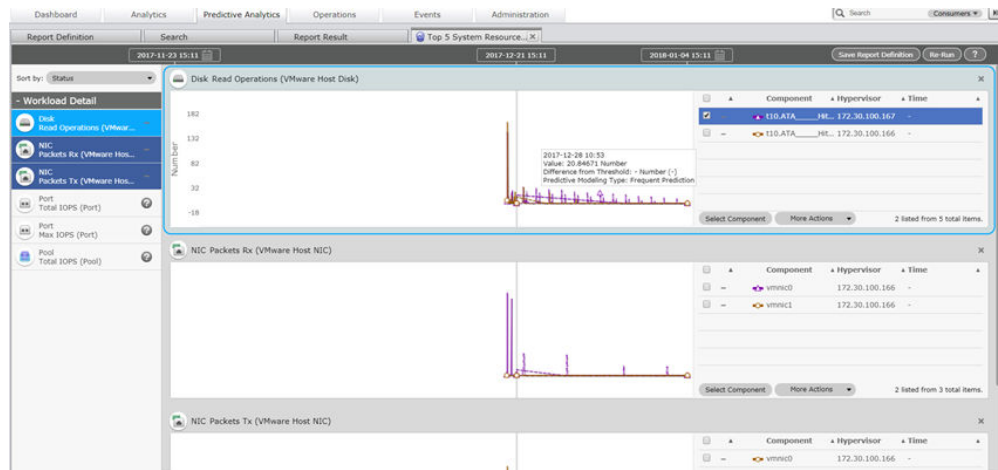 Dashboard Analytics Predictive Analytics Operations Events Administration Search Consumers
Report Definition Search Report Result Top 5 System Resource...
2017-11-23 15:11 2017-12-21 15:11 2018-01-04 15:11 Save Report Definition Re-Run ?
Sort by: Status
- Workload Detail
Disk
Read Operations (VMwar...
NIC
Packets Rx (VMware Hos...
NIC
Packets Tx (VMware Hos...
Port
Total IOPS (Port)
Port
Max IOPS (Port)
Pool
Total IOPS (Pool)
Disk Read Operations (VMware Host Disk)
Number
182
132
82
32
-18
2017-12-28 10:53
Value: 20.84671 Number
Difference from Threshold: - Number (-)
Predictive Modeling Type: Frequent Prediction
Component Hypervisor Time
t10.ATA_____Hit... 172.30.100.167 -
t10.ATA_____Hit... 172.30.100.166 -
Select Component More Actions 2 listed from 5 total items.
NIC Packets Rx (VMware Host NIC)
Component Hypervisor Time
vmnic0 172.30.100.166 -
vmnic1 172.30.100.166 -
Select Component More Actions 2 listed from 3 total items.
NIC Packets Tx (VMware Host NIC)
Component Hypervisor Time
vmnic0 172.30.100.166 -